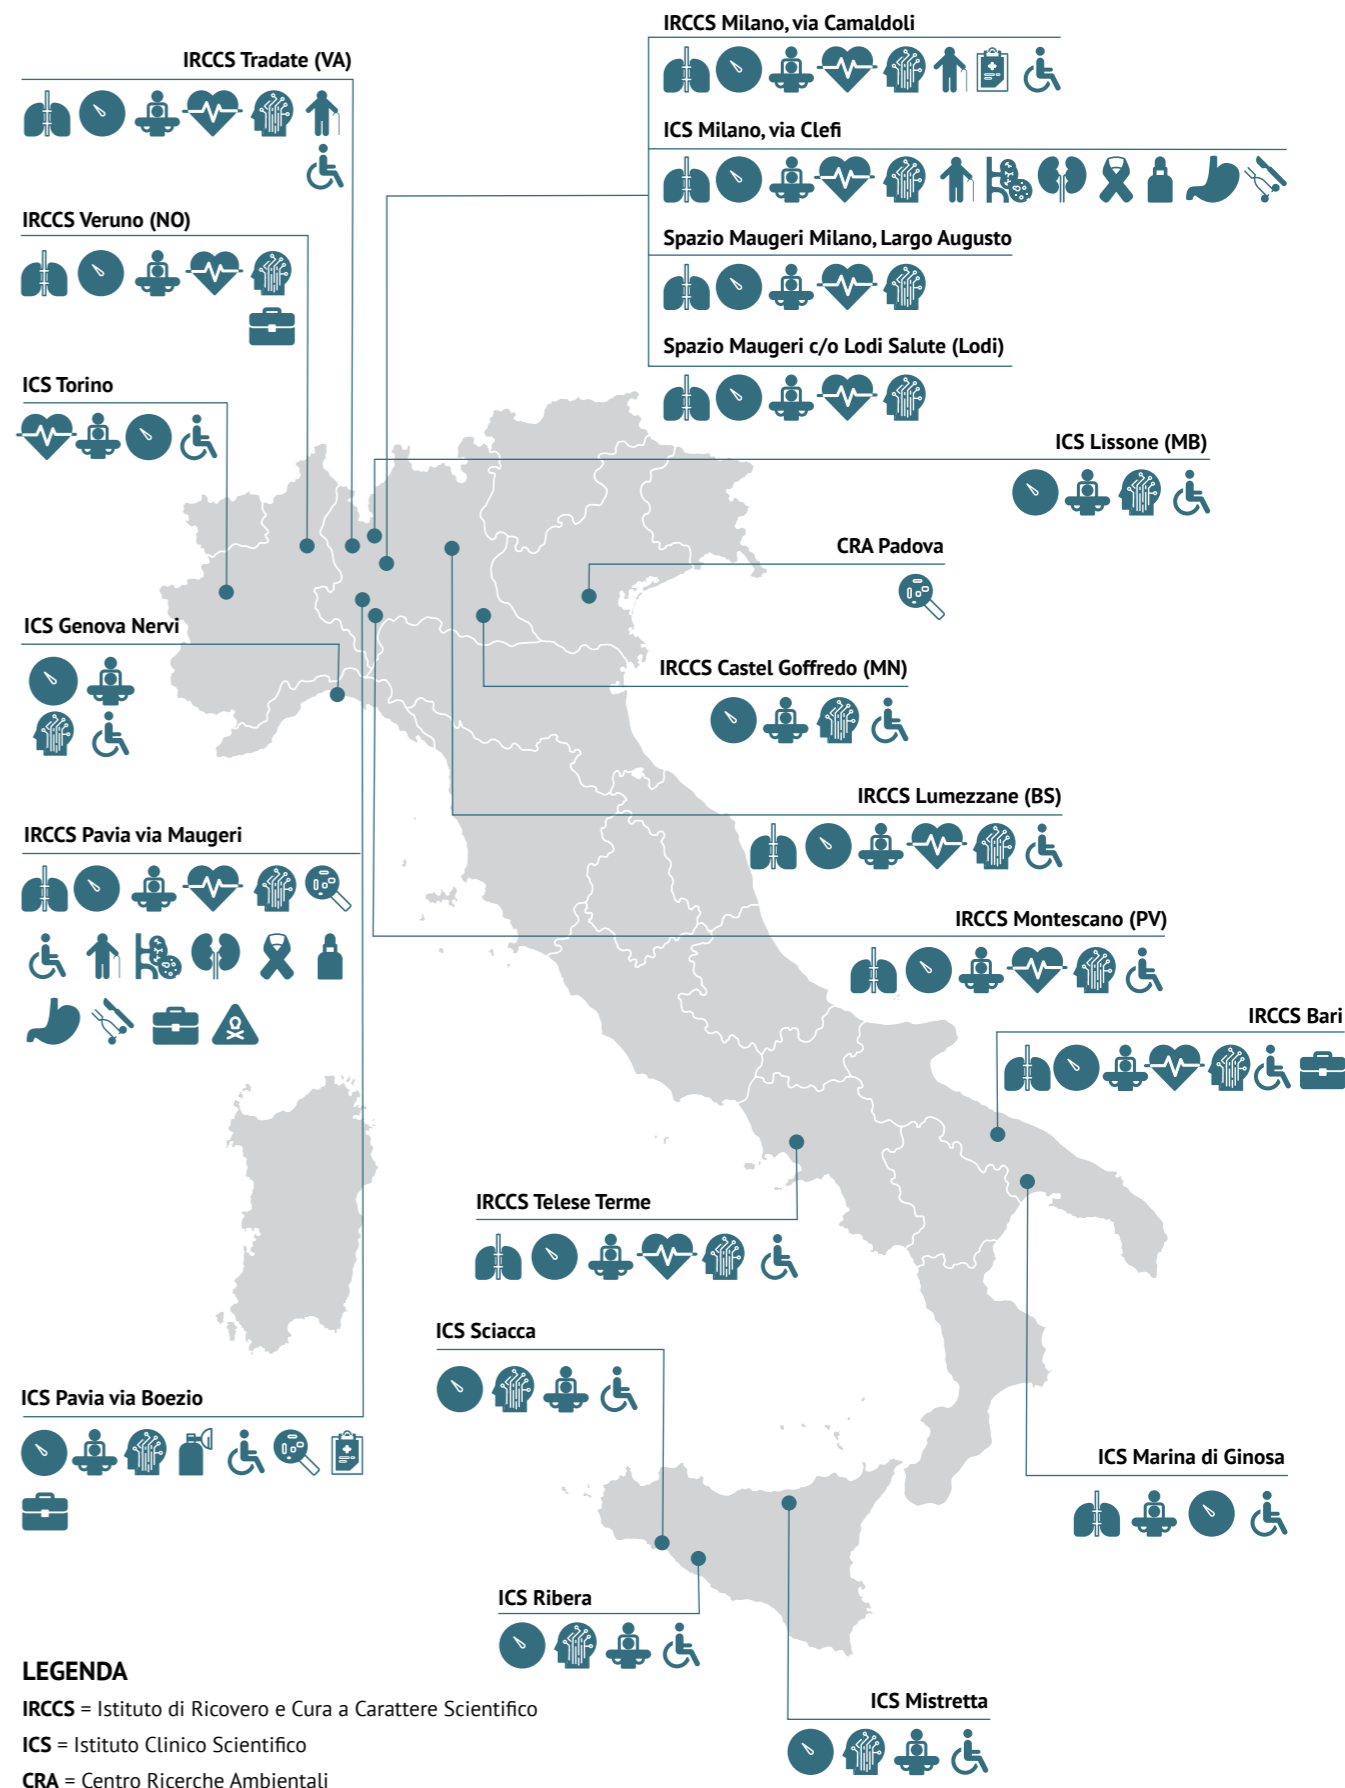 IRCCS Milano, via Camaldoli
IRCCS Tradate (VA)
ICS Milano, via Clefi
IRCCS Veruno (NO)
Spazio Maugeri Milano, Largo Augusto
Spazio Maugeri c/o Lodi Salute (Lodi)
ICS Torino
ICS Lissone (MB)
CRA Padova
ICS Genova Nervi
IRCCS Castel Goffredo (MN)
IRCCS Lumezzane (BS)
IRCCS Pavia via Maugeri
IRCCS Montescano (PV)
IRCCS Bari
IRCCS Telese Terme
ICS Sciacca
ICS Pavia via Boezio
ICS Marina di Ginosa
ICS Ribera
ICS Mistretta
LEGENDA
IRCCS = Istituto di Ricovero e Cura a Carattere Scientifico
ICS = Istituto Clinico Scientifico
CRA = Centro Ricerche Ambientali